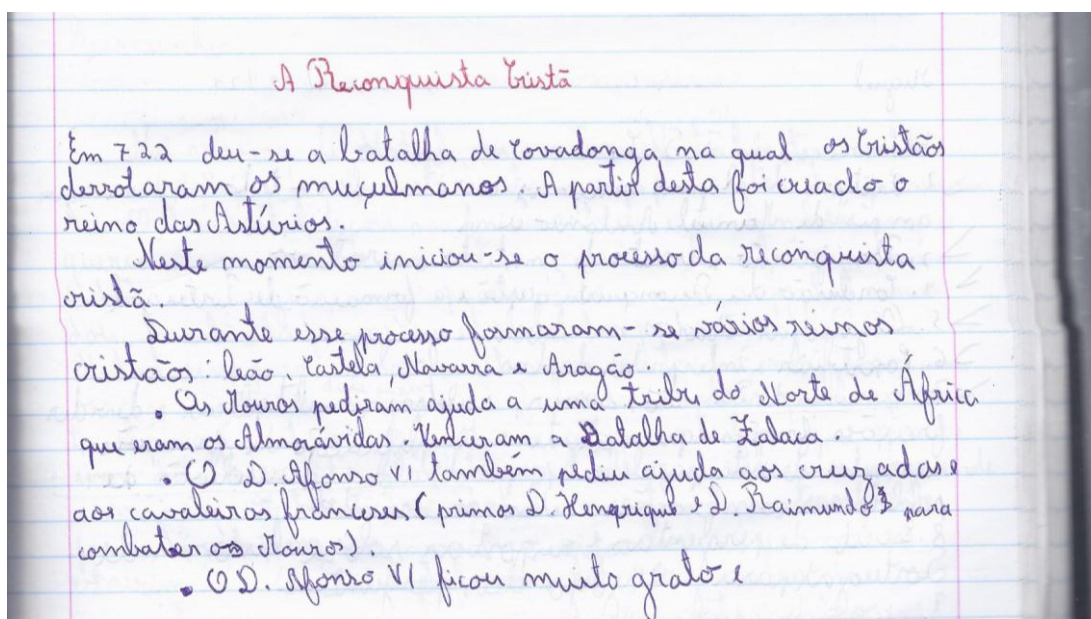 A Reconquista Cristã
Em 722 deu-se a batalha de Covadonga na qual os Cristãos
derrotaram os muçulmanos. A partir desta foi criado o
reino das Astúrios.
Neste momento iniciou-se o processo da reconquista
cristã.
Durante esse processo formaram-se vários reinos
cristãos leão. Castela, Navarra e Aragão.
• Os Mouros pediram ajuda a uma tribu do Norte de África
que eram os Almorávidas. Venceram a Batalha de Zalaca.
• O D. Afonso VI também pediu ajuda aos cruzadas e
aos cavaleiros franceses (primos D. Henrique e D. Raimundo para
combater os Mouros).
• O D. Afonso VI ficou muito grato e